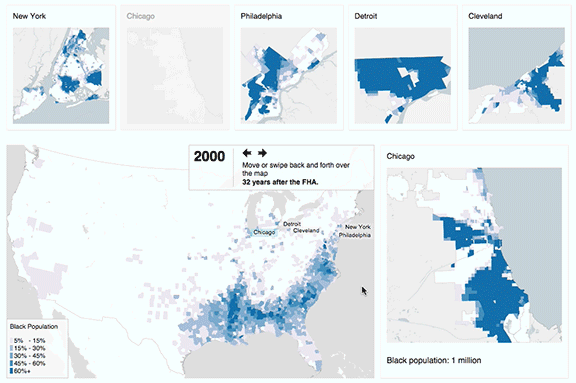 New York
Chicago
Philadelphia
Detroit
Cleveland
2000
Move or swipe back and forth over
the map
32 years after the FHA.
Detroit
Chicago
Cleveland
New York
Philadelphia
Black Population
5% - 15%
15% - 30%
30% - 45%
45% - 60%
60%+
Chicago
Black population: 1 million